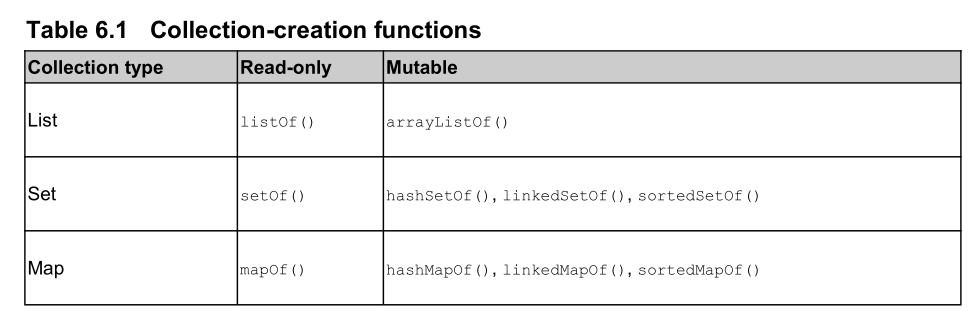 Table 6.1 Collection-creation functions
Collection type Read-only Mutable
List listOf() arrayListOf()
Set setOf() hashSetOf(), linkedSetOf(), sortedSetOf()
Map mapOf() hashMapOf(), linkedMapOf(), sortedMapOf()